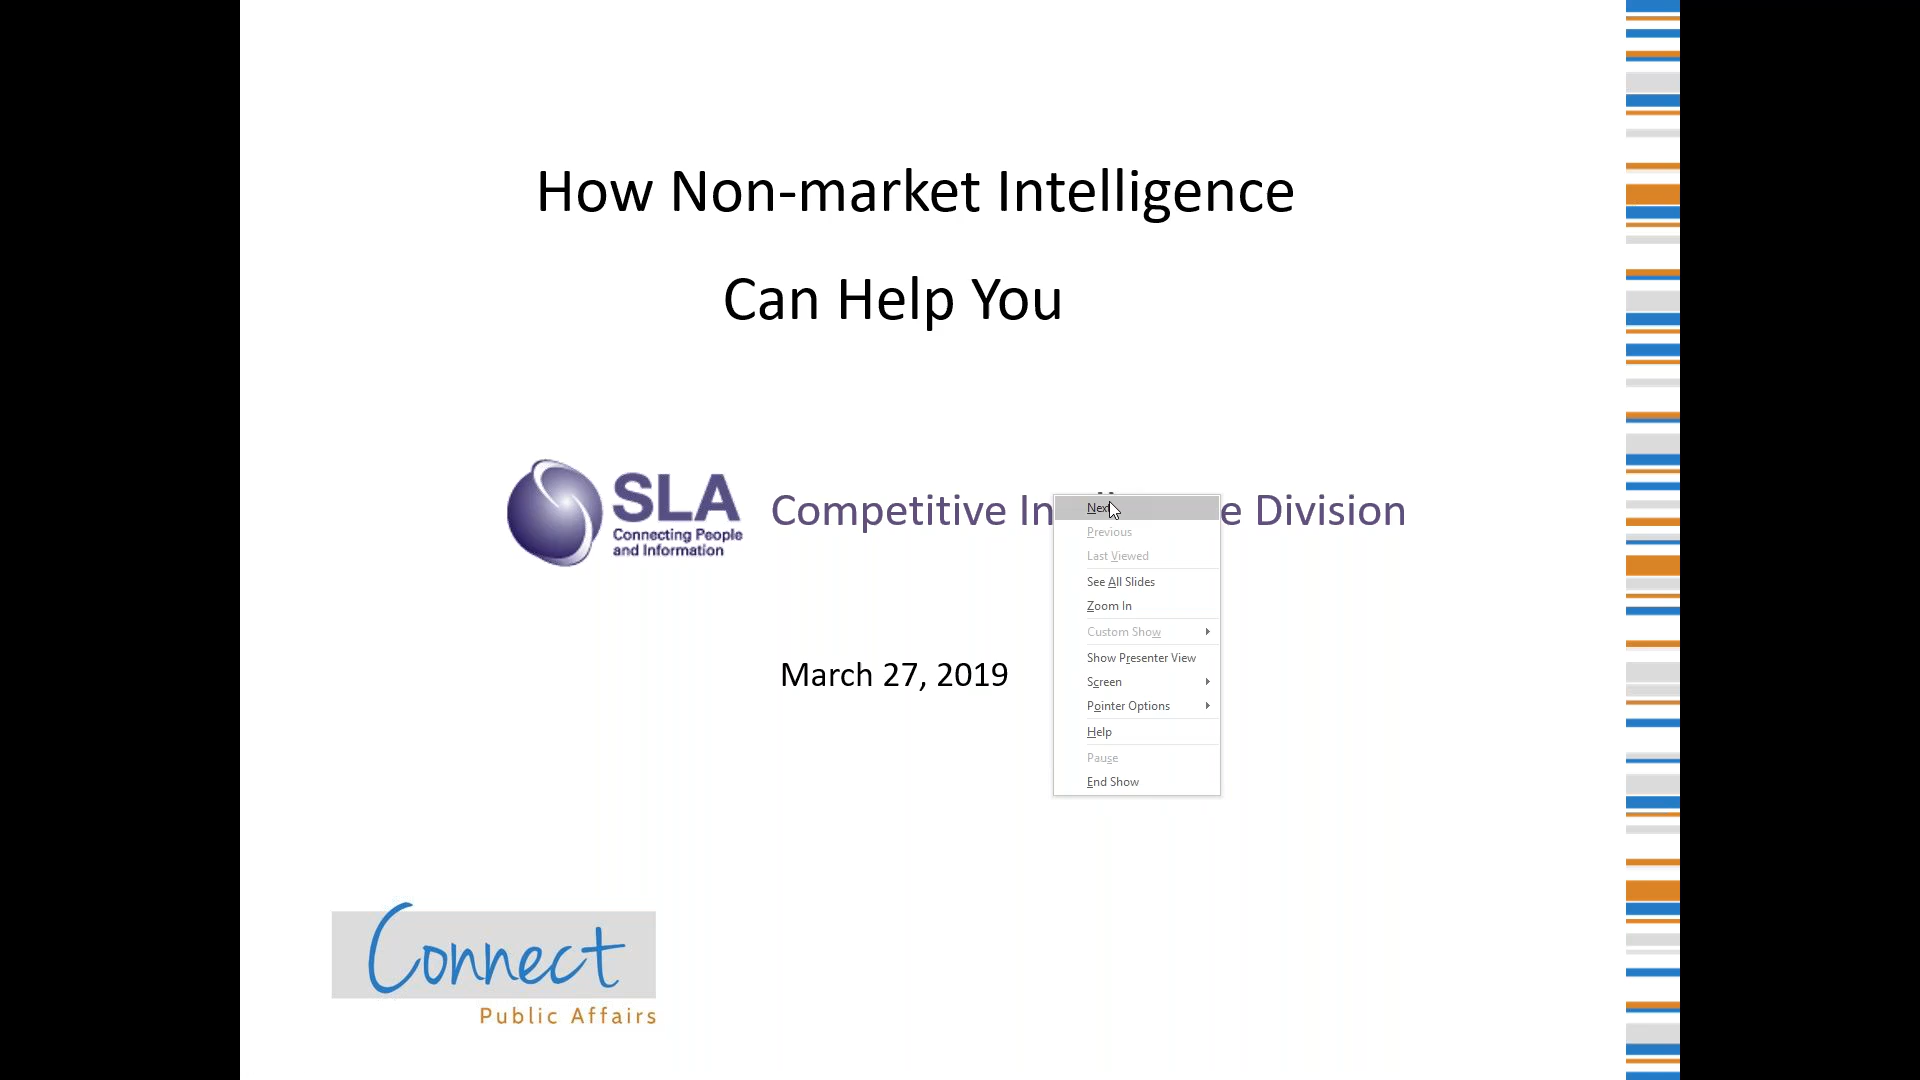 How Non-market Intelligence
Can Help You
SLA
Connecting People
and Information
Competitive In e Division
Next
Previous
Last Viewed
See All Slides
Zoom In
Custom Show
Show Presenter View
Screen
Pointer Options
Help
Pause
End Show
March 27, 2019
Connect
Public Affairs